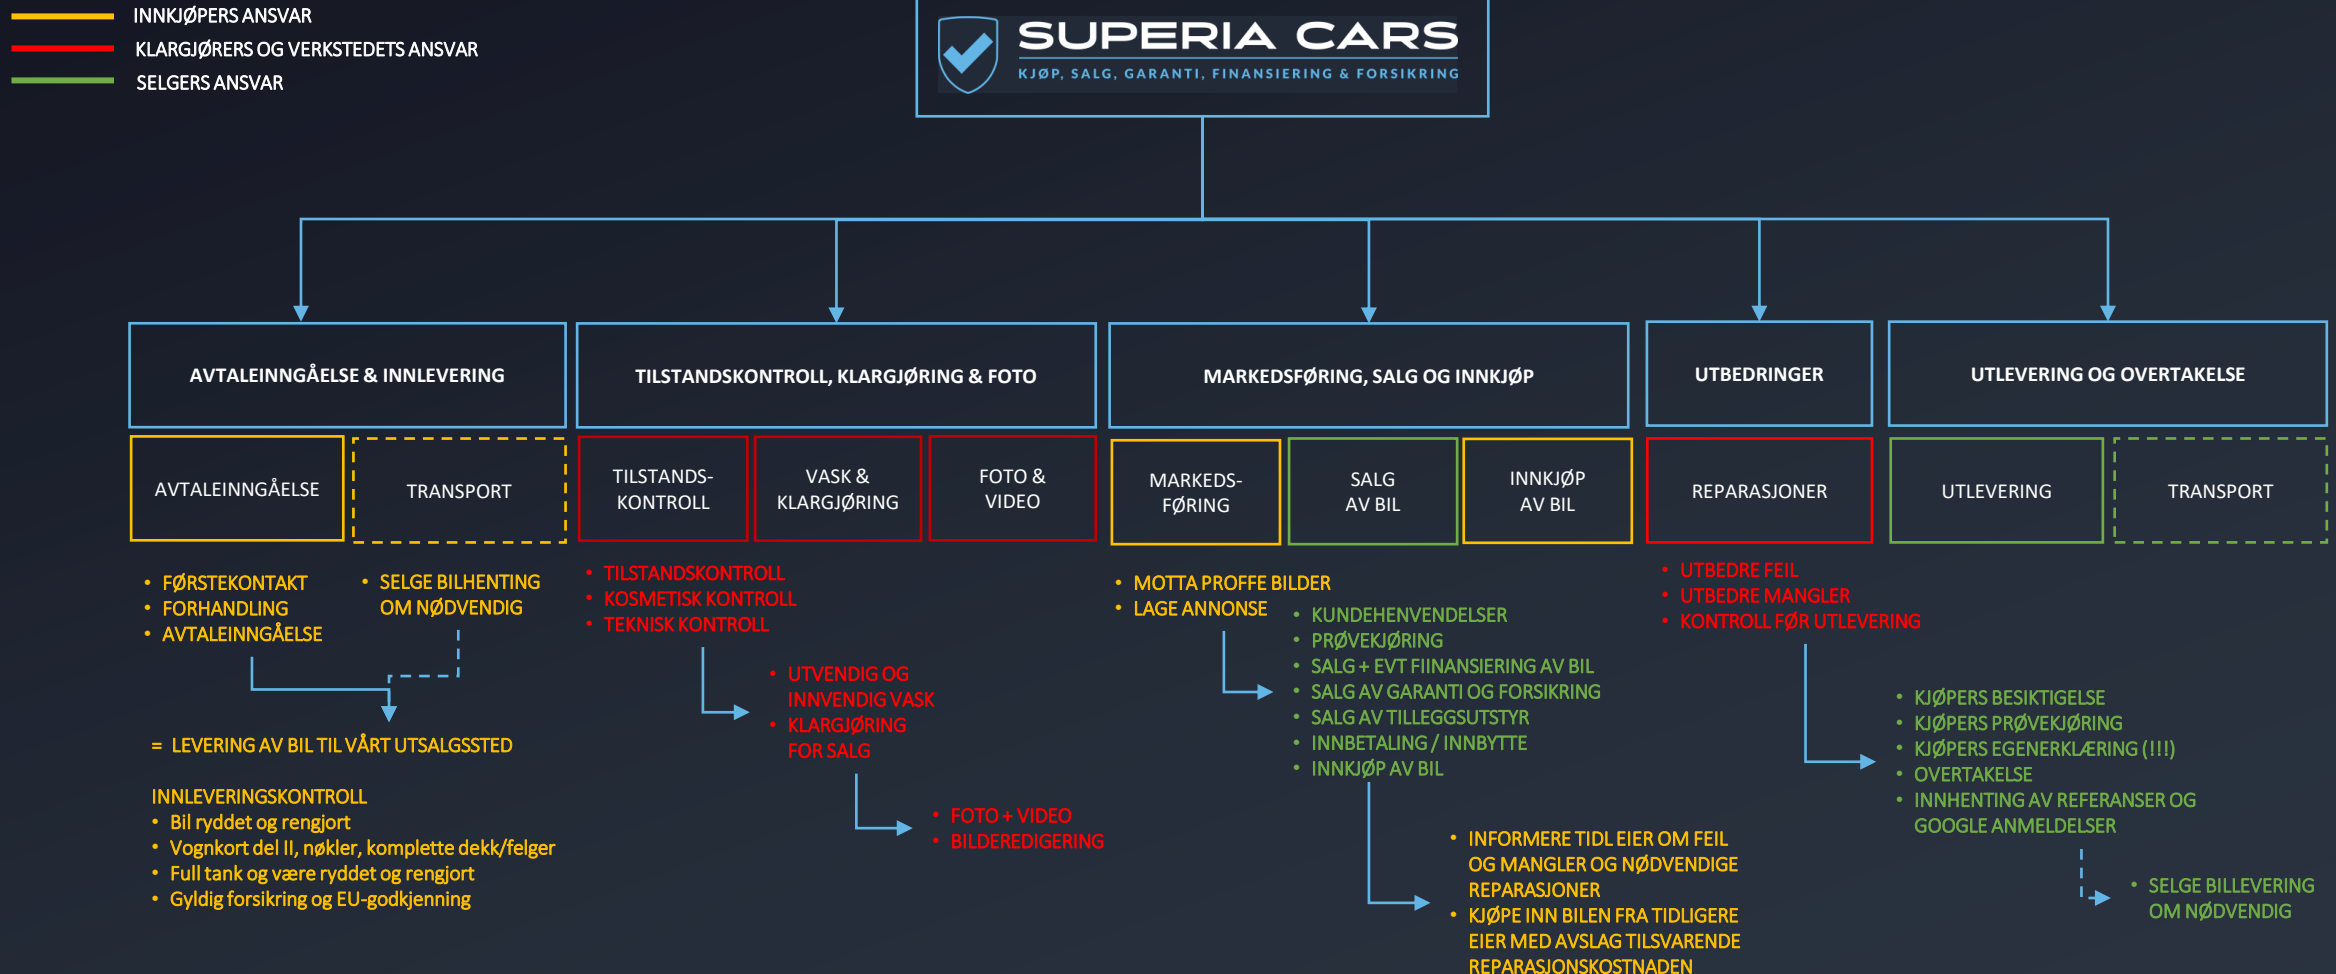 INNKJØPERS ANSVAR
KLARGJØRERS OG VERKSTEDETS ANSVAR
SELGERS ANSVAR
SUPERIA CARS
KJØP, SALG, GARANTI, FINANSIERING & FORSIKRING
AVTALEINNGÅELSE & INNLEVERING
TILSTANDSKONTROLL, KLARGJØRING & FOTO
MARKEDSFØRING, SALG OG INNKJØP
UTBEDRINGER
UTLEVERING OG OVERTAKELSE
AVTALEINNGÅELSE
TRANSPORT
TILSTANDS-
KONTROLL
VASK &
KLARGJØRING
FOTO &
VIDEO
MARKEDS-
FØRING
SALG
AV BIL
INNKJØP
AV BIL
REPARASJONER
UTLEVERING
TRANSPORT
• FØRSTEKONTAKT
• FORHANDLING
• AVTALEINNGÅELSE
• SELGE BILHENTING
OM NØDVENDIG
= LEVERING AV BIL TIL VÅRT UTSALGSSTED
INNLEVERINGSKONTROLL
• Bil ryddet og rengjort
• Vognkort del II, nøkler, komplette dekk/felger
• Full tank og være ryddet og rengjort
• Gyldig forsikring og EU-godkjenning
• TILSTANDSKONTROLL
• KOSMETISK KONTROLL
• TEKNISK KONTROLL
• UTVENDIG OG
INNVENDIG VASK
• KLARGJØRING
FOR SALG
• FOTO + VIDEO
• BILDEREDIGERING
• MOTTA PROFFE BILDER
• LAGE ANNONSE
• KUNDEHENVENDELSER
• PRØVEKJØRING
• SALG + EVT FIINANSIERING AV BIL
• SALG AV GARANTI OG FORSIKRING
• SALG AV TILLEGGSUTSTYR
• INNBETALING / INNBYTTE
• INNKJØP AV BIL
• INFORMERE TIDL EIER OM FEIL
OG MANGLER OG NØDVENDIGE
REPARASJONER
• KJØPE INN BILEN FRA TIDLIGERE
EIER MED AVSLAG TILSVARENDE
REPARASJONSKOSTNADEN
• UTBEDRE FEIL
• UTBEDRE MANGLER
• KONTROLL FØR UTLEVERING
• KJØPERS BESIKTIGELSE
• KJØPERS PRØVEKJØRING
• KJØPERS EGENERKLÆRING (!!!)
• OVERTAKELSE
• INNHENTING AV REFERANSER OG
GOOGLE ANMELDELSER
• SELGE BILLEVERING
OM NØDVENDIG